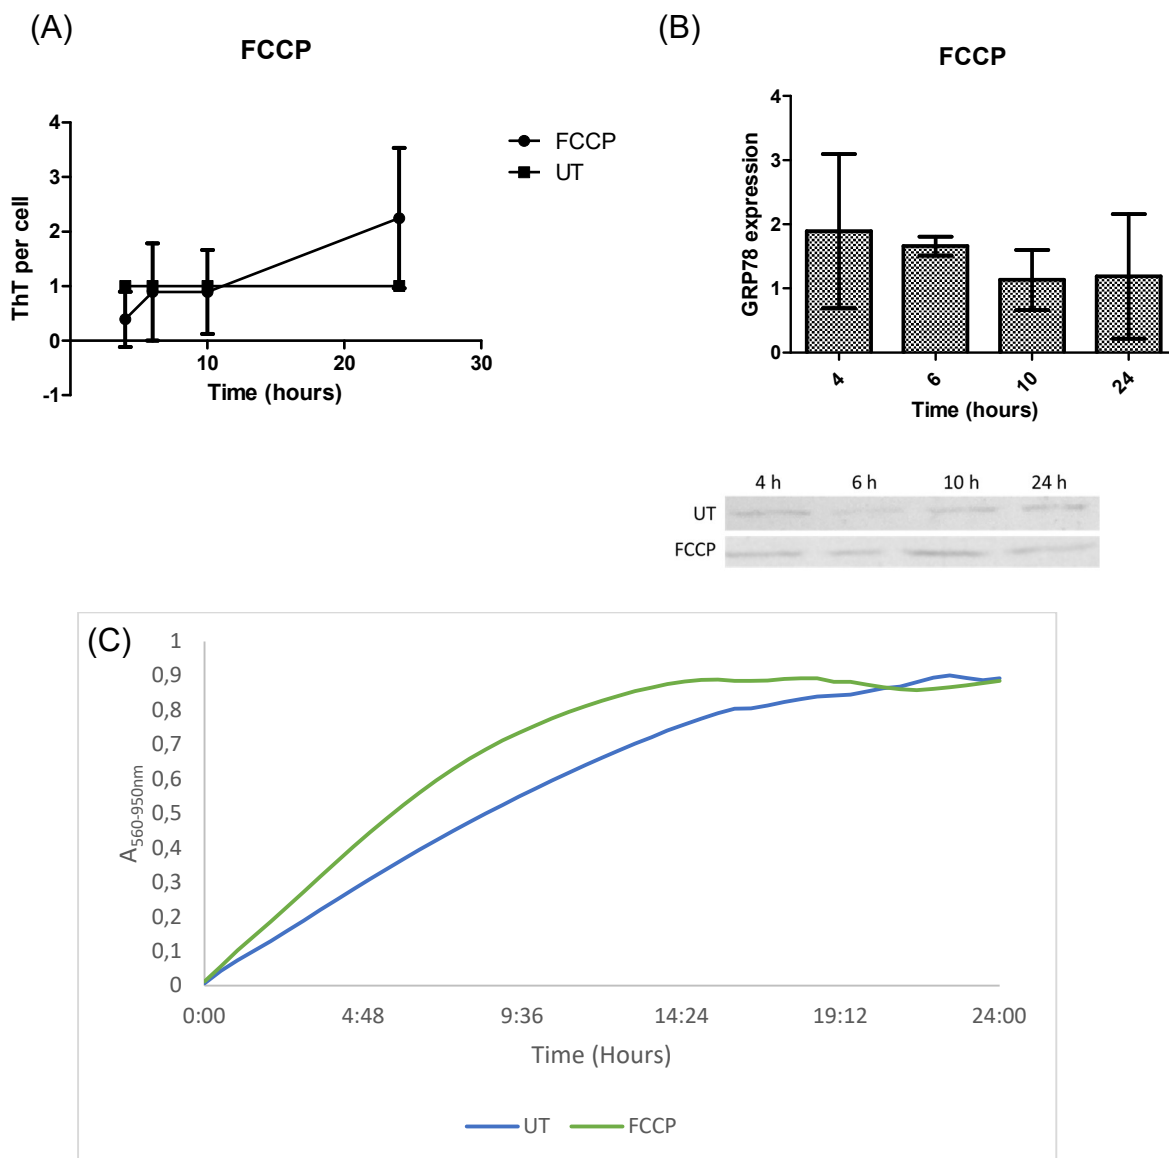 (A)
FCCP
4
3
2
1
0
-1
ThT per cell
10
20
30
Time (hours)
FCCP
UT
(B)
FCCP
4
3
2
1
0
GRP78 expression
4
6
10
24
Time (hours)
4 h
6 h
10 h
24 h
UT
FCCP
(C)
1
0,9
0,8
0,7
0,6
0,5
0,4
0,3
0,2
0,1
0
A560-950nm
0:00
4:48
9:36
14:24
19:12
24:00
Time (Hours)
UT
FCCP